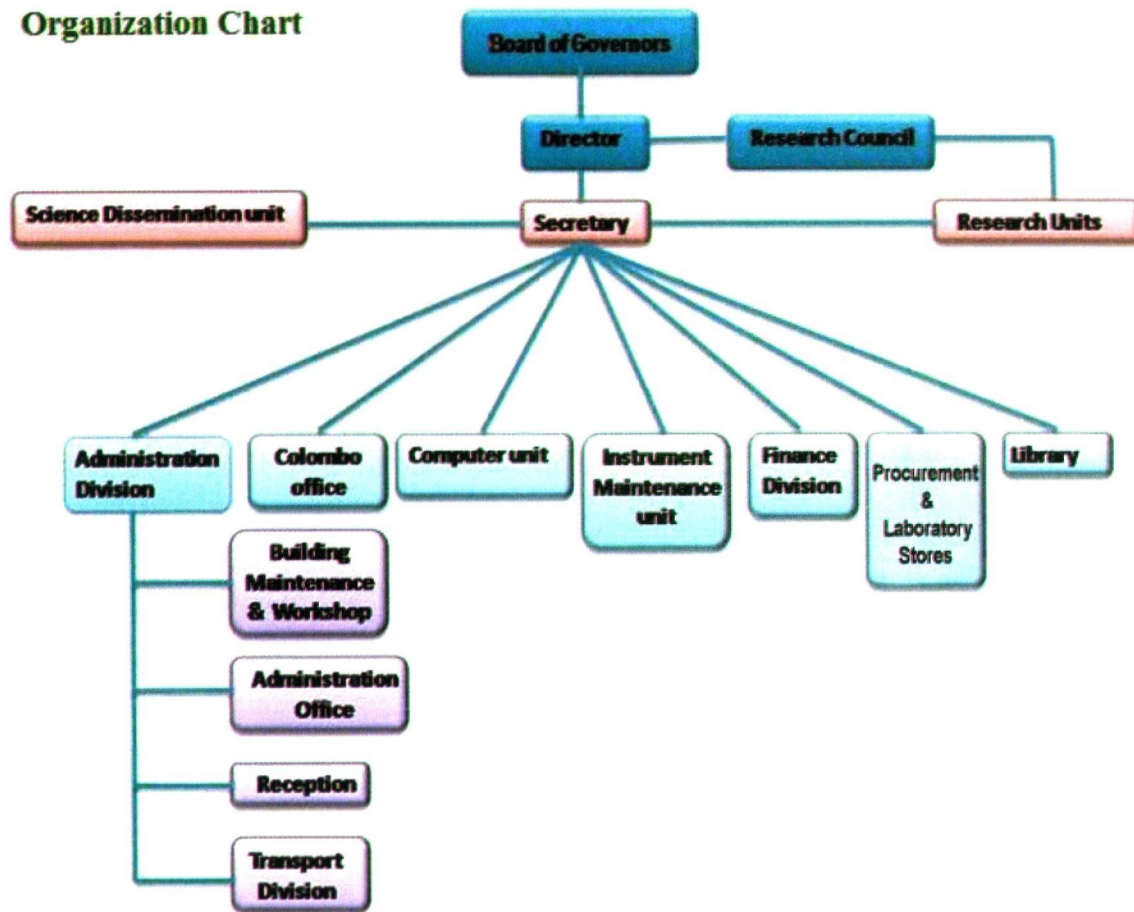 Organization Chart
Board of Governors
Director
Research Council
Science Dissemination unit
Secretary
Research Units
Administration
Division
Colombo
office
Computer unit
Instrument
Maintenance
unit
Finance
Division
Procurement
&
Laboratory
Stores
Library
Building
Maintenance
& Workshop
Administration
Office
Reception
Transport
Division